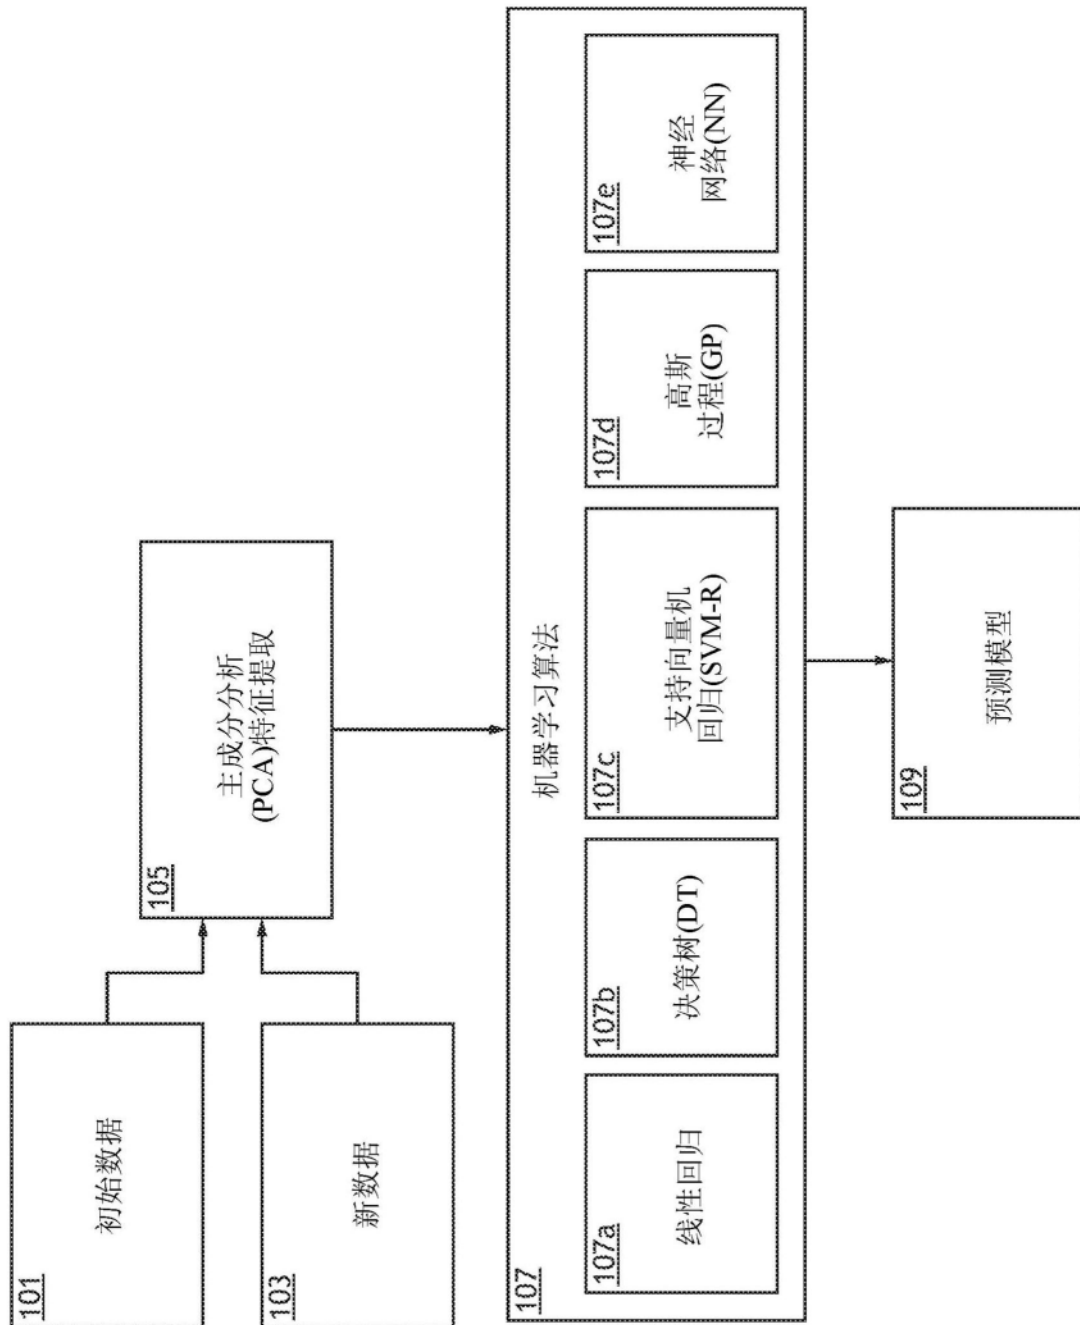 101
初始数据
103
新数据
105
主成分分析
(PCA)特征提取
107
机器学习算法
107a
线性回归
107b
决策树(DT)
107c
支持向量机
回归(SVM-R)
107d
高斯
过程(GP)
107e
神经
网络(NN)
109
预测模型